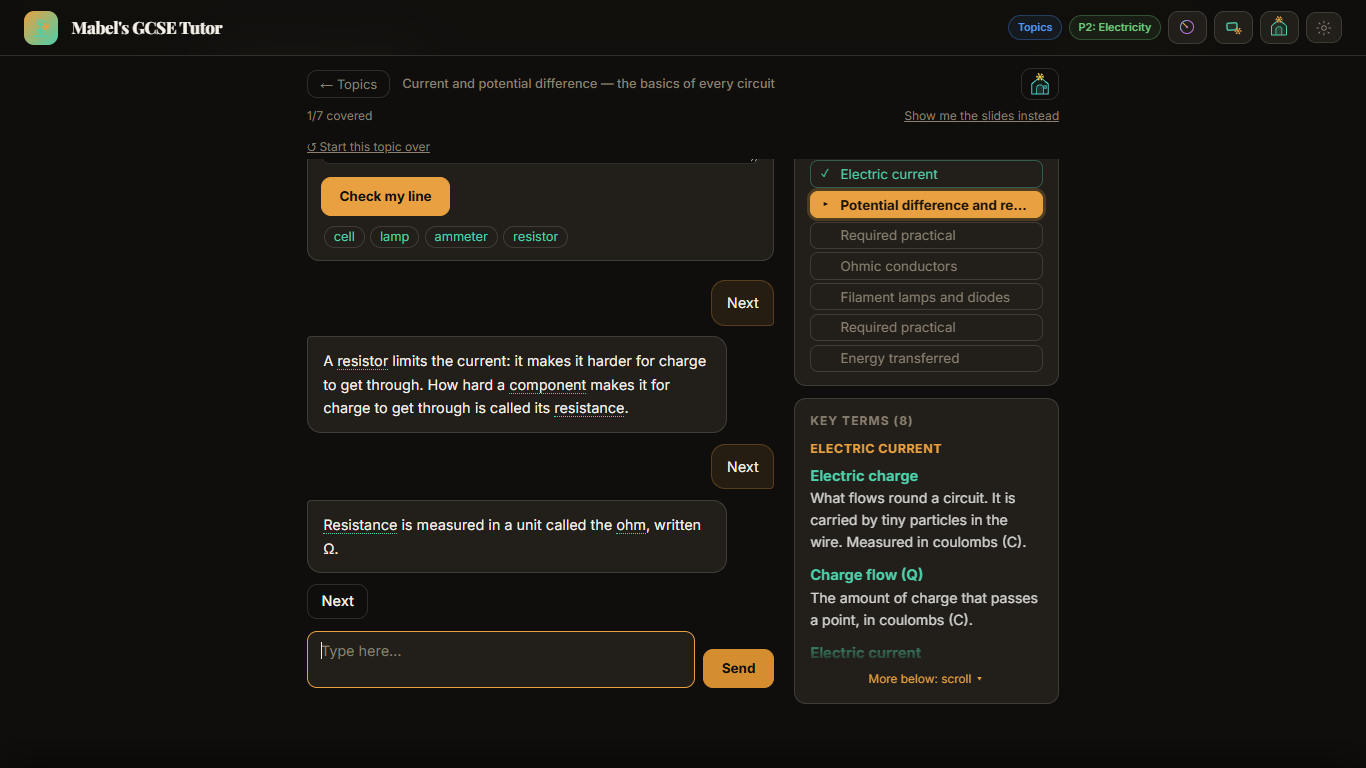 Mabel's GCSE Tutor
Topics
P2: Electricity
← Topics
Current and potential difference — the basics of every circuit
1/7 covered
Show me the slides instead
↺ Start this topic over
Check my line
cell
lamp
ammeter
resistor
Next
A resistor limits the current: it makes it harder for charge
to get through. How hard a component makes it for
charge to get through is called its resistance.
Next
Resistance is measured in a unit called the ohm, written
Ω.
Next
Type here...
Send
✓ Electric current
‣ Potential difference and re...
Required practical
Ohmic conductors
Filament lamps and diodes
Required practical
Energy transferred
KEY TERMS (8)
ELECTRIC CURRENT
Electric charge
What flows round a circuit. It is
carried by tiny particles in the
wire. Measured in coulombs (C).
Charge flow (Q)
The amount of charge that passes
a point, in coulombs (C).
Electric current
More below: scroll ▾